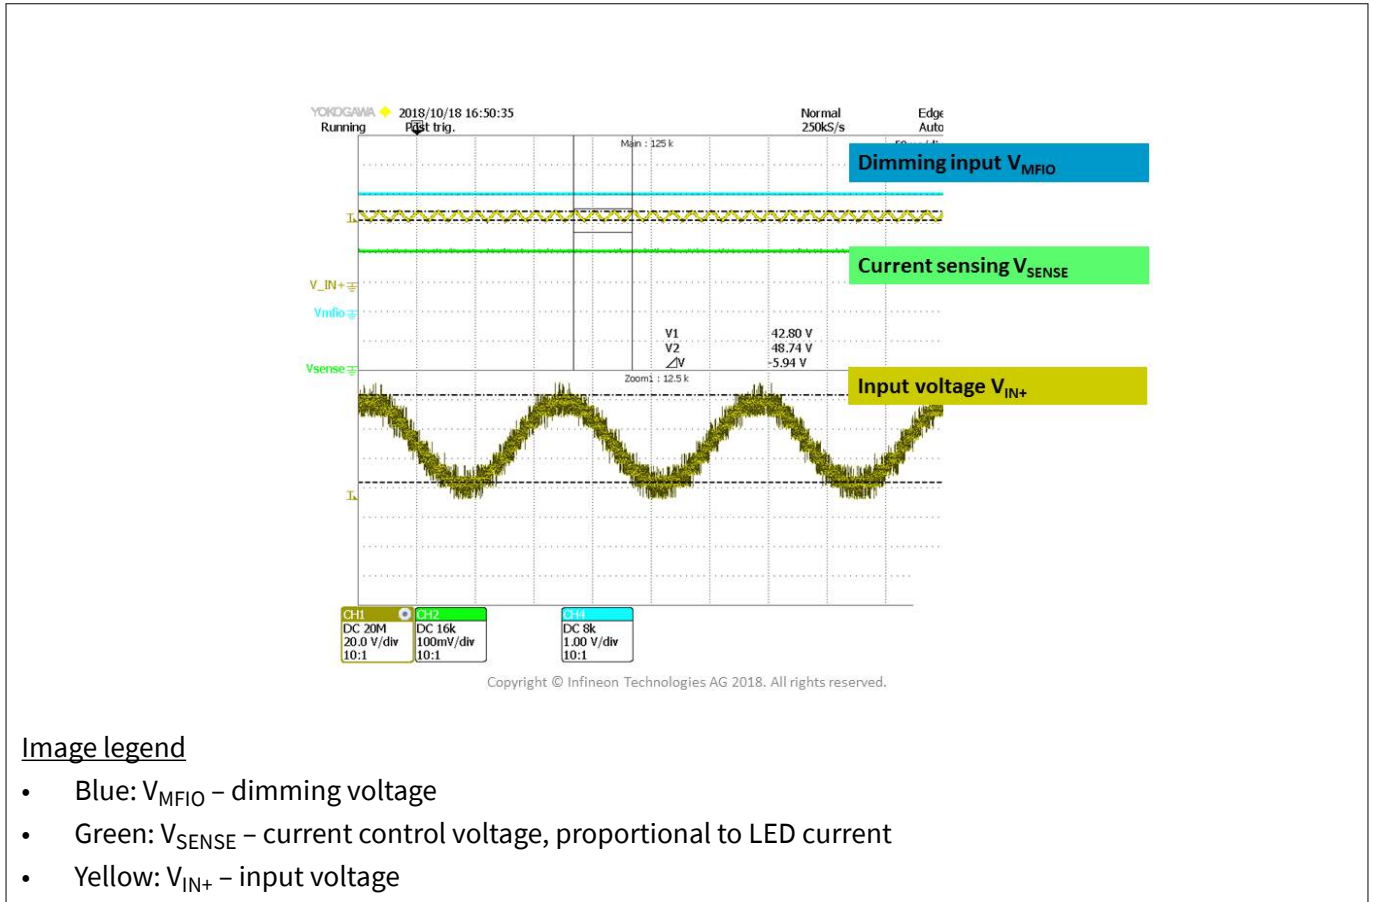 YOKOGAWA 2018/10/18 16:50:35 Normal Edge
Running Post trig. 250kS/s Auto
Main : 125 k
Dimming input VMFIO
Current sensing VSENSE
V_IN+
Vmfio
V1 42.80 V
V2 48.74 V
⊿V -5.94 V
Vsense
Zoom1 : 12.5 k
Input voltage VIN+
CH1 CH2 CH4
DC 20M DC 16k DC 8k
20.0 V/div 100mV/div 1.00 V/div
10:1 10:1 10:1
Copyright © Infineon Technologies AG 2018. All rights reserved.
Image legend
• Blue: VMFIO – dimming voltage
• Green: VSENSE – current control voltage, proportional to LED current
• Yellow: VIN+ – input voltage